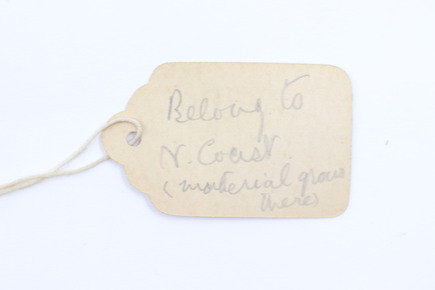 Belong to
N. Coast.
(material grows
there)